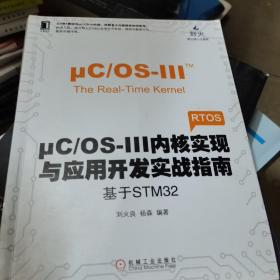 μC/OS-III™
The Real-Time Kernel
RTOS
μC/OS-III内核实现
与应用开发实战指南
基于STM32
刘火良 杨森 编著
机械工业出版社